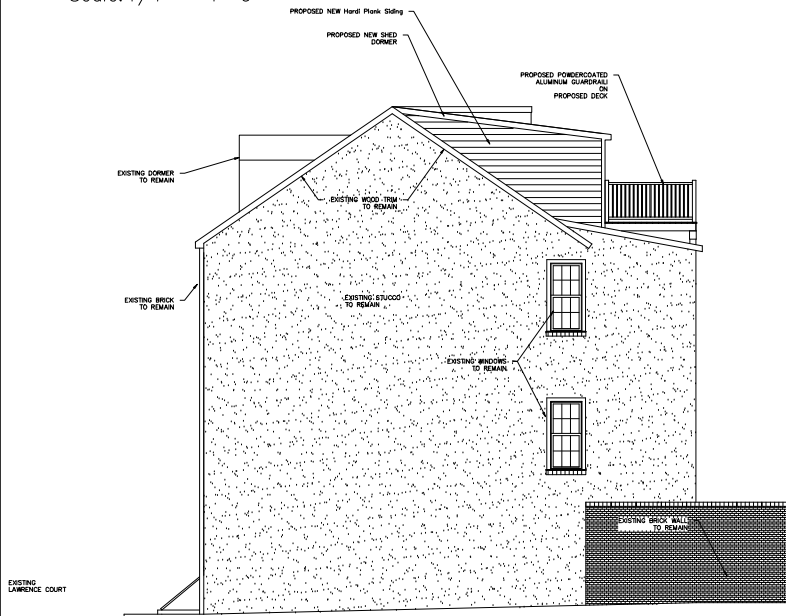 PROPOSED NEW Hardi Plank Siding
PROPOSED NEW SHED
DORMER
PROPOSED POWDERCOATED
ALUMINUM GUARDRAILI
ON
PROPOSED DECK
EXISTING DORMER
TO REMAIN
EXISTING WOOD TRIM
TO REMAIN
EXISTING BRICK
TO REMAIN
EXISTING STUCCO
TO REMAIN
EXISTING WINDOWS
TO REMAIN
EXISTING BRICK WALL
TO REMAIN
EXISTING
LAWRENCE COURT